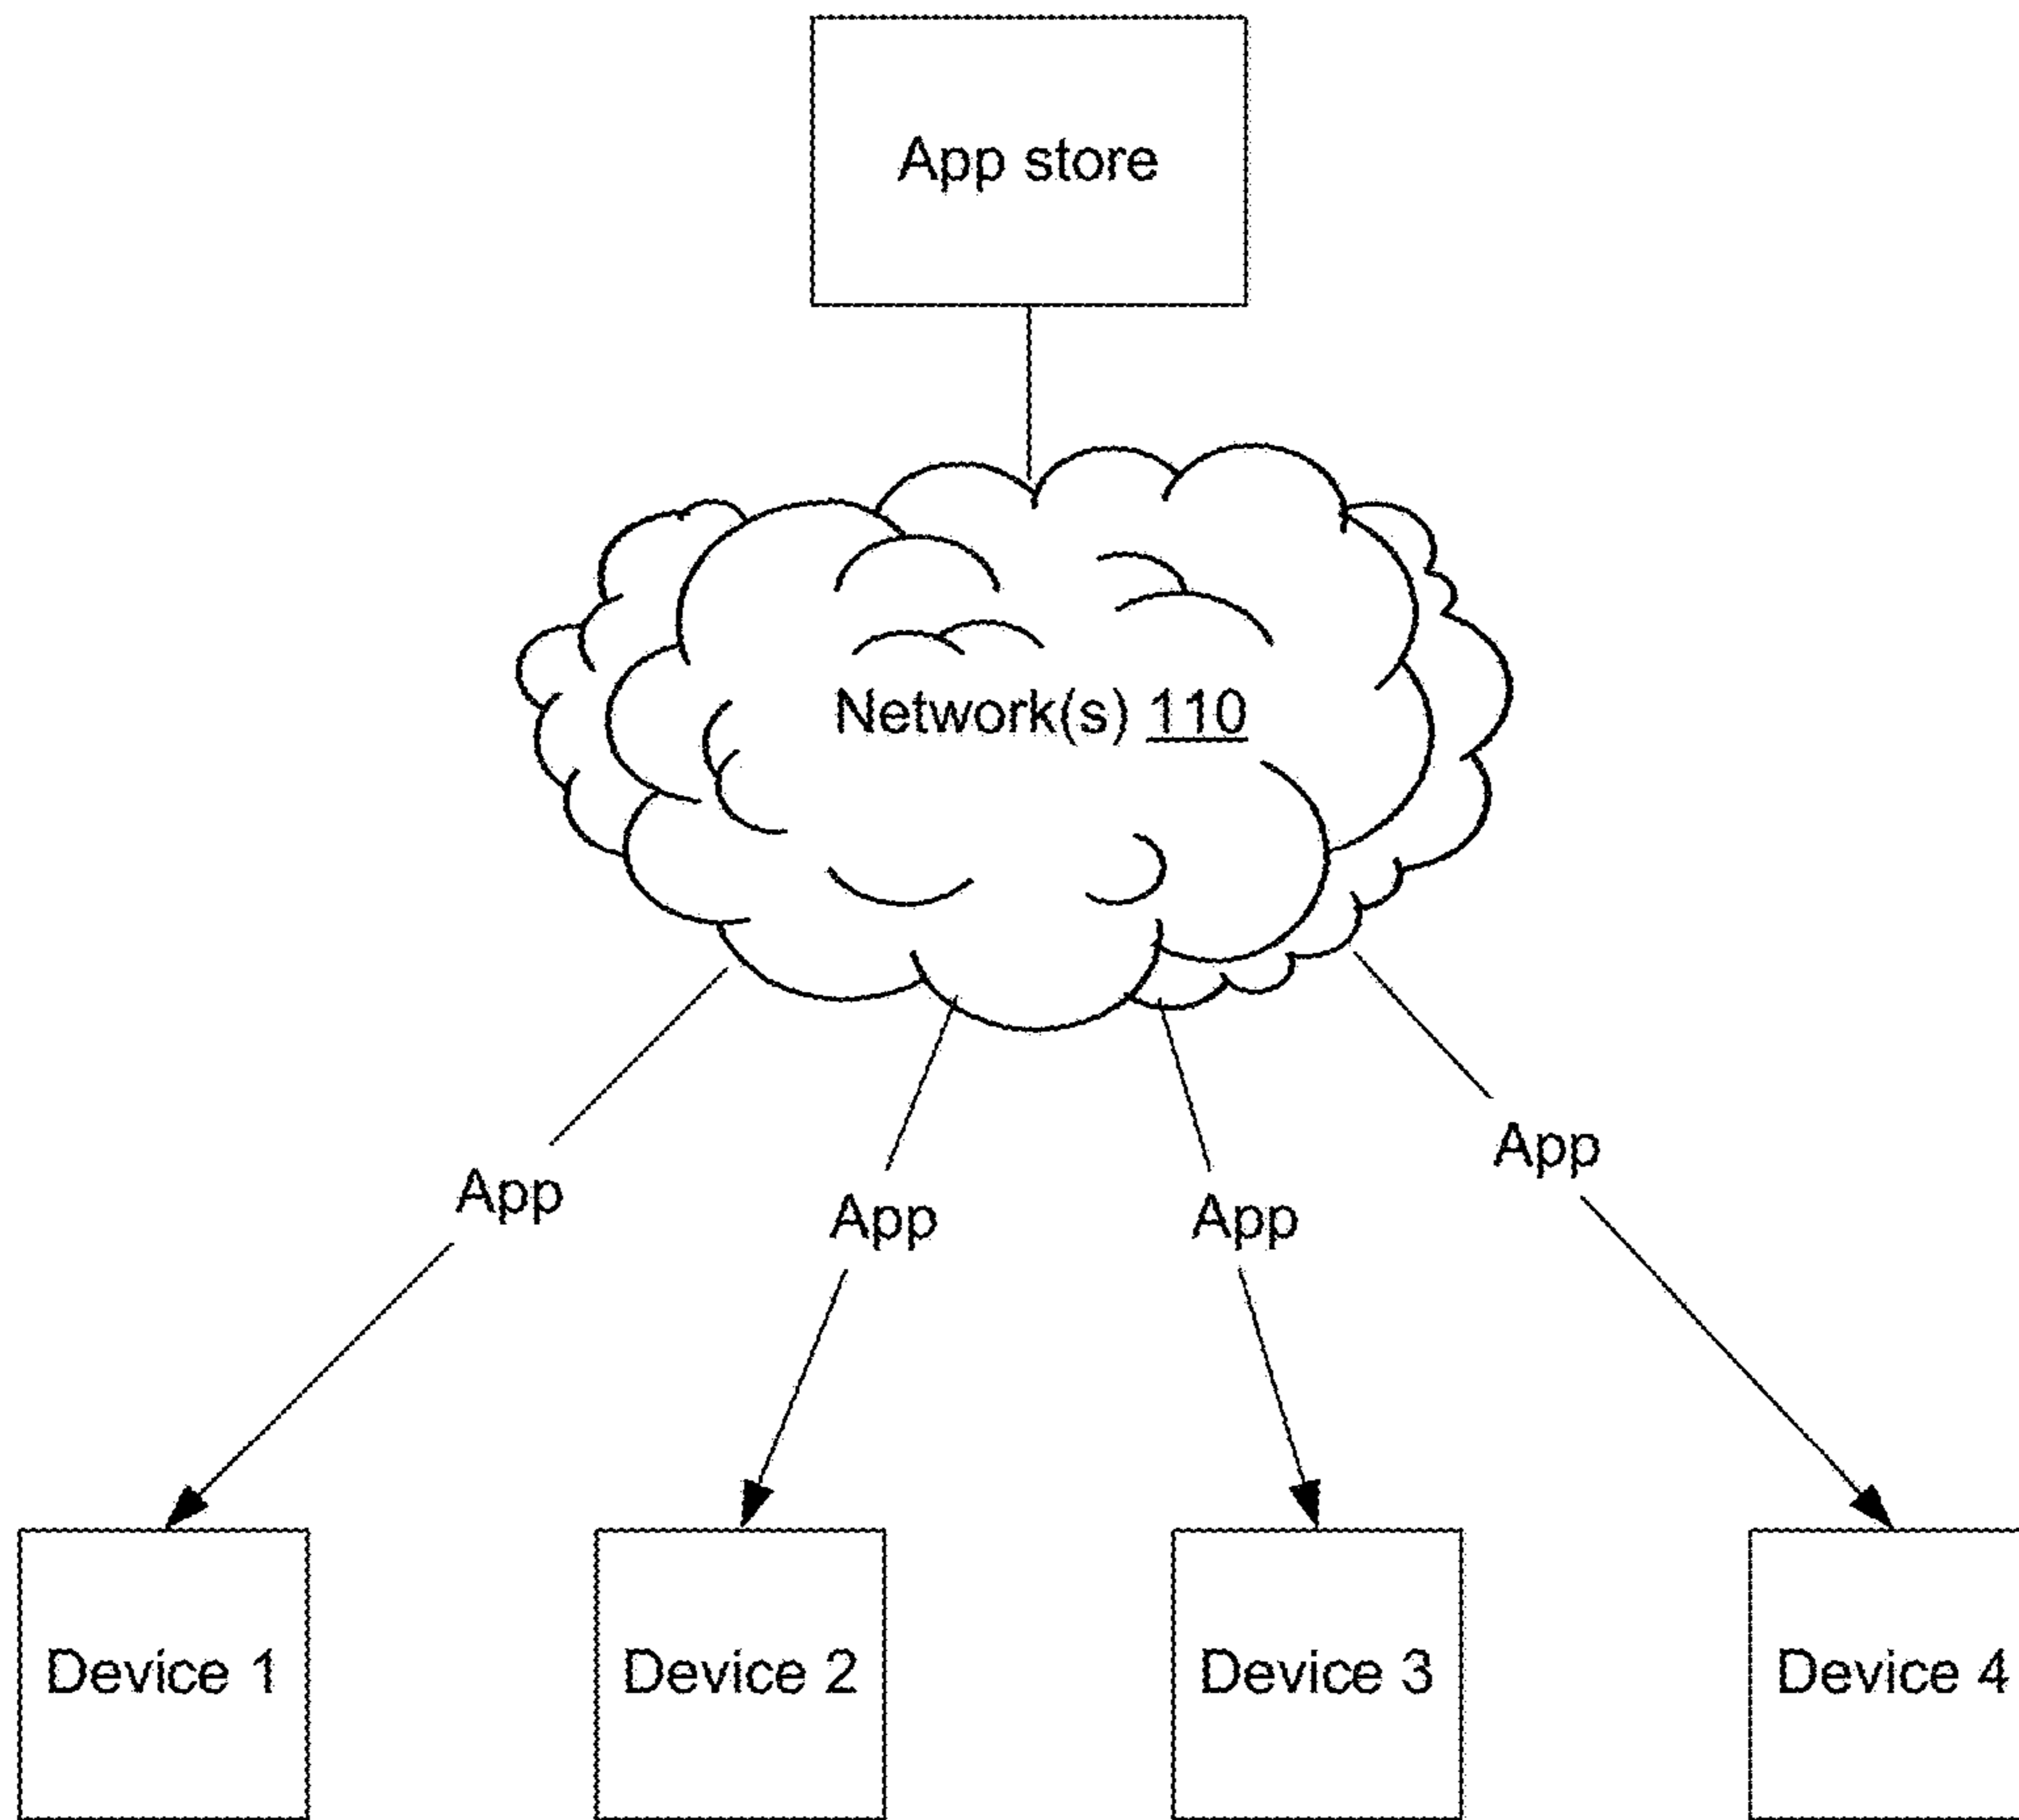 App store
Network(s) 110
App
App
App
App
Device 1
Device 2
Device 3
Device 4